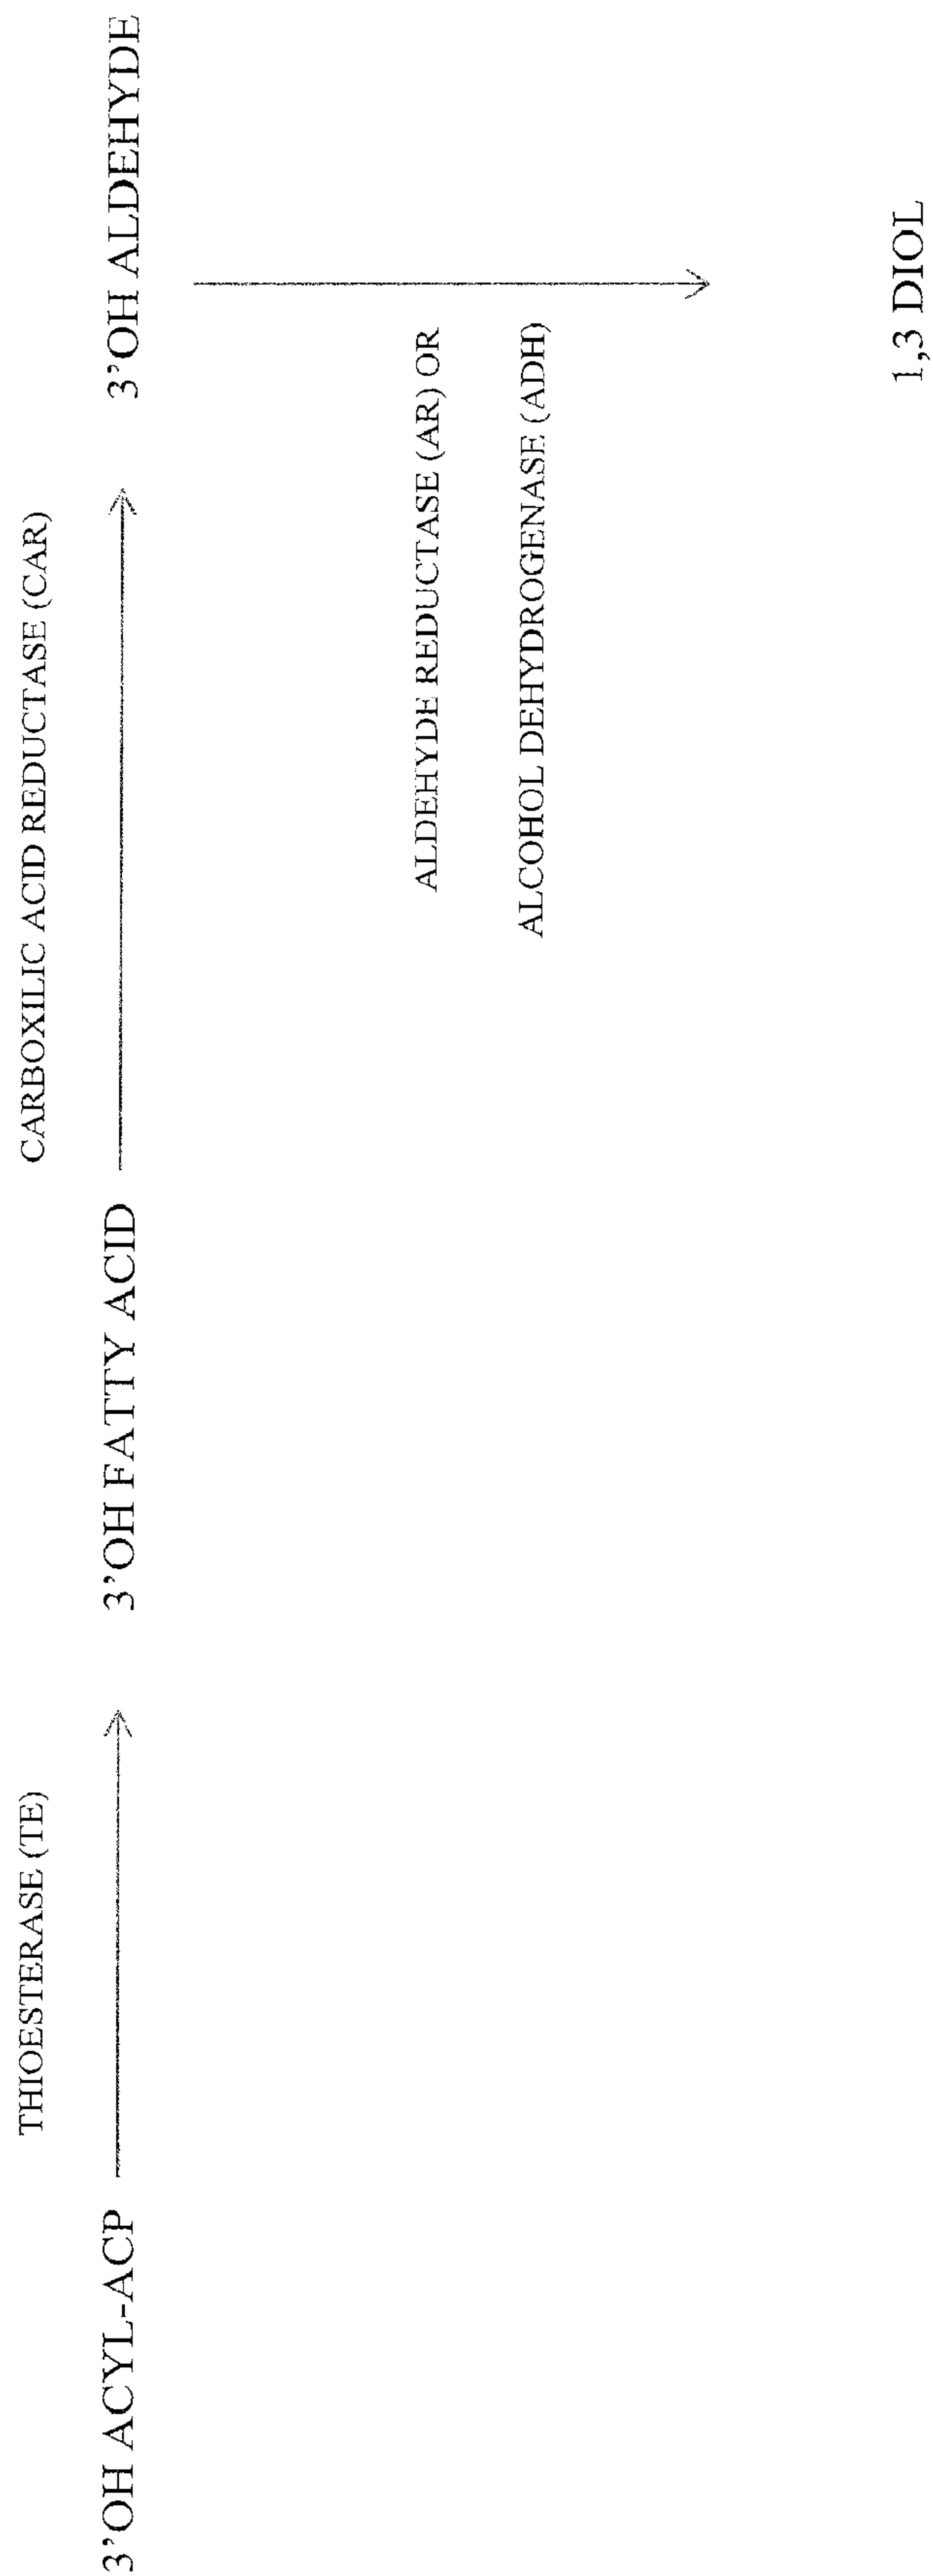 THIOESTERASE (TE)
CARBOXILIC ACID REDUCTASE (CAR)
3’OH ACYL-ACP
3’OH FATTY ACID
3’OH ALDEHYDE
ALDEHYDE REDUCTASE (AR) OR
ALCOHOL DEHYDROGENASE (ADH)
1,3 DIOL